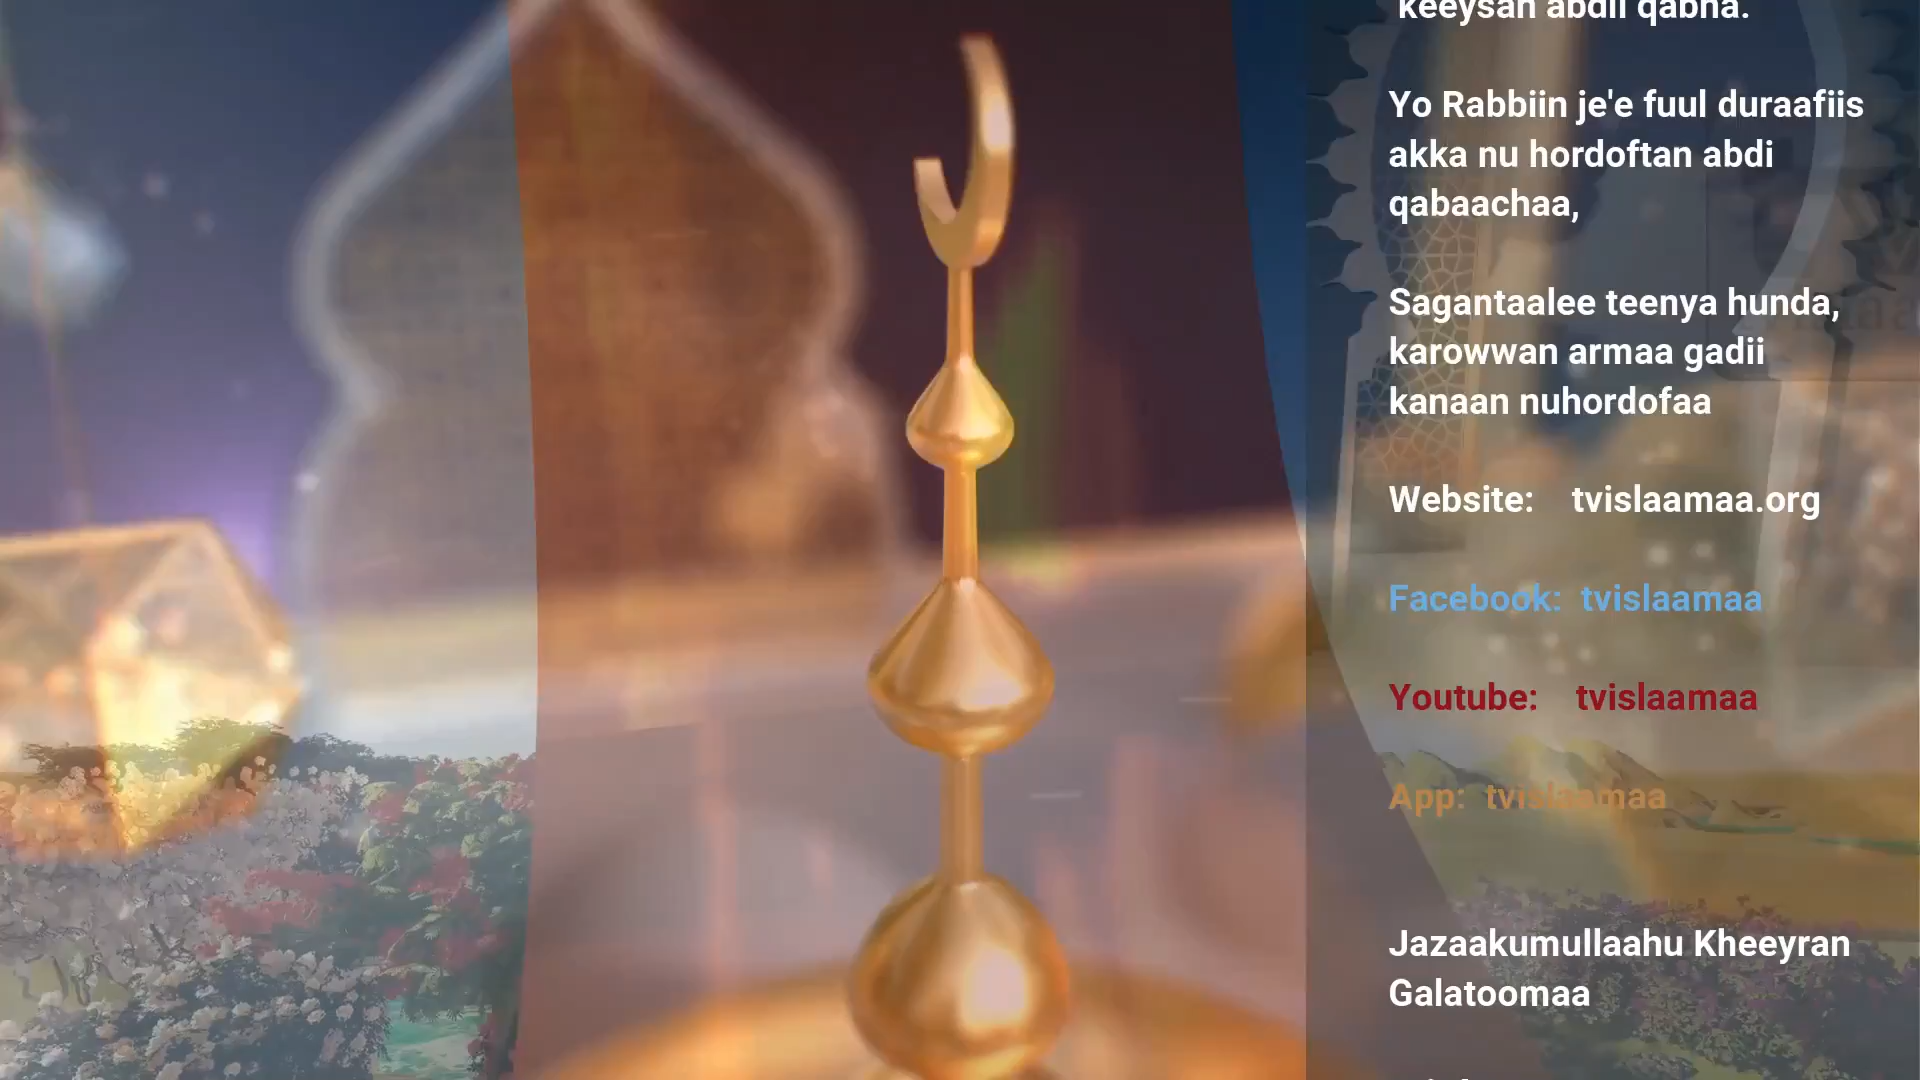 keeysan abdii qabna.
Yo Rabbiin je'e fuul duraafiis
akka nu hordoftan abdi
qabaachaa,
Sagantaalee teenya hunda,
karowwan armaa gadii
kanaan nuhordofaa
Website: tvislaamaa.org
Facebook: tvislaamaa
Youtube: tvislaamaa
App: tvislaamaa
Jazaakumullaahu Kheeyran
Galatoomaa